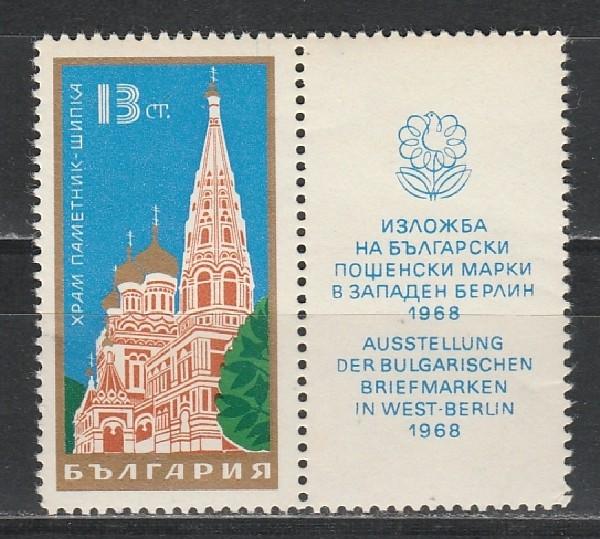 13 СТ.
ХРАМ ПАМЕТНИК-ШИПКА
БЪЛГАРИЯ
ИЗЛОЖБА
НА БЪЛГАРСКИ
ПОЩЕНСКИ МАРКИ
В ЗАПАДЕН БЕРЛИН
1968
AUSSTELLUNG
DER BULGARISCHEN
BRIEFMARKEN
IN WEST-BERLIN
1968